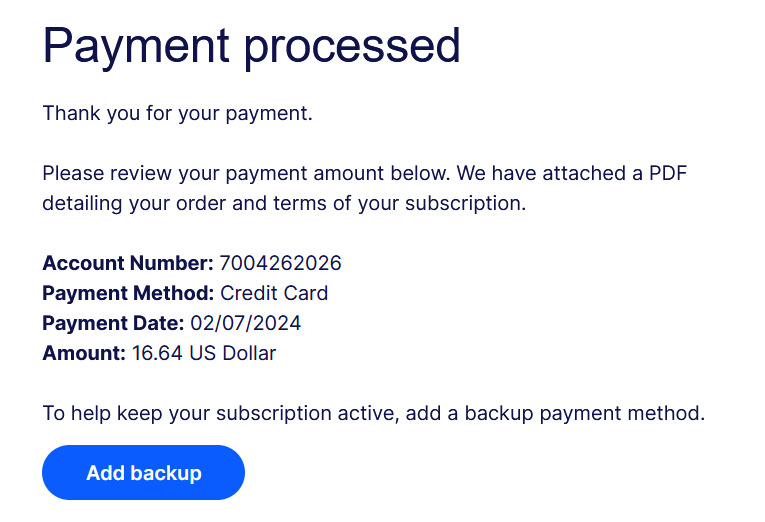 Payment processed
Thank you for your payment.
Please review your payment amount below. We have attached a PDF
detailing your order and terms of your subscription.
Account Number: 7004262026
Payment Method: Credit Card
Payment Date: 02/07/2024
Amount: 16.64 US Dollar
To help keep your subscription active, add a backup payment method.
Add backup